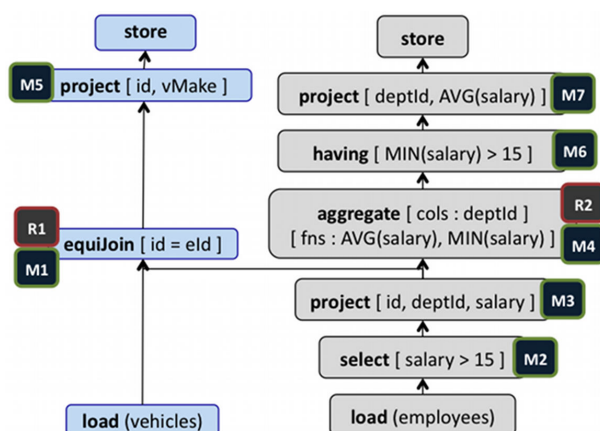 store
store
M5
project [ id, vMake ]
project [ deptId, AVG(salary) ]
M7
having [ MIN(salary) > 15 ]
M6
R1
equiJoin [ id = eId ]
M1
aggregate [ cols : deptId ]
[ fns : AVG(salary), MIN(salary) ]
R2
M4
project [ id, deptId, salary ]
M3
select [ salary > 15 ]
M2
load (vehicles)
load (employees)